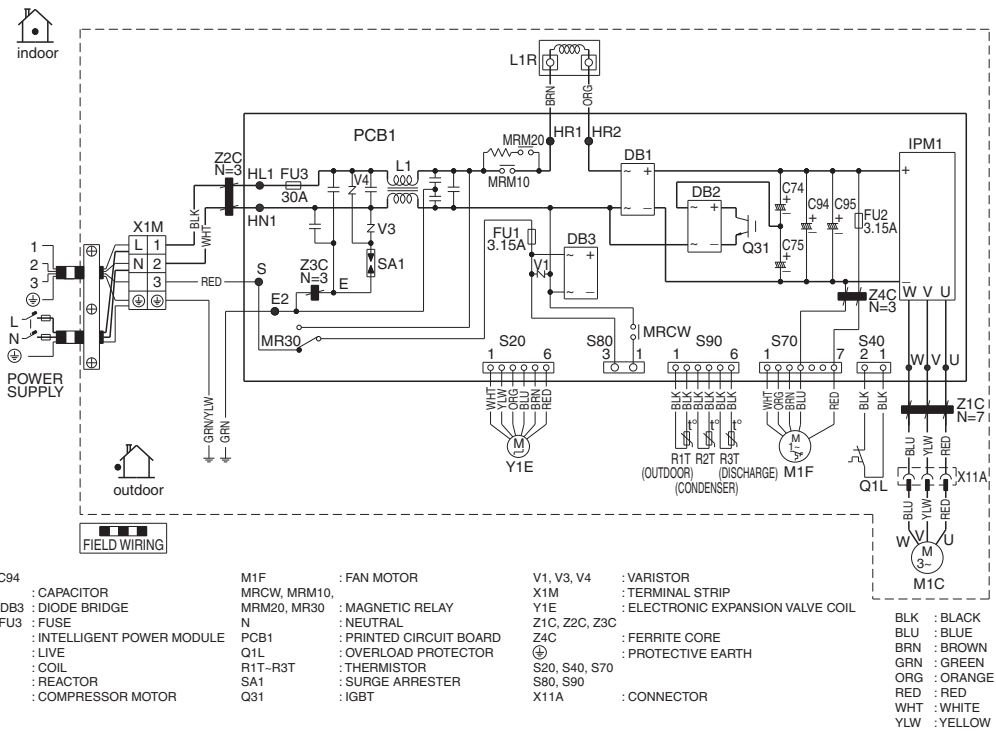 indoor
L1R
BRN
ORG
PCB1
MRM20
HR1
HR2
Z2C
N=3
HL1
FU3
30A
V4
L1
MRM10
DB1
IPM1
HN1
BLK
WHT
V3
SA1
FU1
3.15A
V1
DB3
DB2
Q31
C74
C75
C94
C95
FU2
3.15A
+
−
X1M
1
2
3
L 1
N 2
3
RED
S
Z3C
N=3
E
E2
MR30
L
N
POWER
SUPPLY
MRCW
Z4C
N=3
W V U
S20
1 6
S80
3 1
S90
1 6
S70
1 7
S40
2 1
W V U
WHT
YLW
ORG
BLU
BRN
RED
BLK
BLK
BLK
BLK
BLK
BLK
WHT
ORG
BRN
BLU
RED
BLK
BLK
Z1C
N=7
GRN/YLW
GRN
M
Y1E
t° t° t°
R1T R2T R3T
(OUTDOOR) (DISCHARGE)
(CONDENSER)
M
1~
M1F
Q1L
BLU
YLW
RED
X11A
BLU
YLW
RED
W V U
M
3~
M1C
outdoor
FIELD WIRING
C94
: CAPACITOR
DB3 : DIODE BRIDGE
FU3 : FUSE
: INTELLIGENT POWER MODULE
: LIVE
: COIL
: REACTOR
: COMPRESSOR MOTOR
M1F : FAN MOTOR
MRCW, MRM10,
MRM20, MR30 : MAGNETIC RELAY
N : NEUTRAL
PCB1 : PRINTED CIRCUIT BOARD
Q1L : OVERLOAD PROTECTOR
R1T~R3T : THERMISTOR
SA1 : SURGE ARRESTER
Q31 : IGBT
V1, V3, V4 : VARISTOR
X1M : TERMINAL STRIP
Y1E : ELECTRONIC EXPANSION VALVE COIL
Z1C, Z2C, Z3C
Z4C : FERRITE CORE
: PROTECTIVE EARTH
S20, S40, S70
S80, S90
X11A : CONNECTOR
BLK : BLACK
BLU : BLUE
BRN : BROWN
GRN : GREEN
ORG : ORANGE
RED : RED
WHT : WHITE
YLW : YELLOW